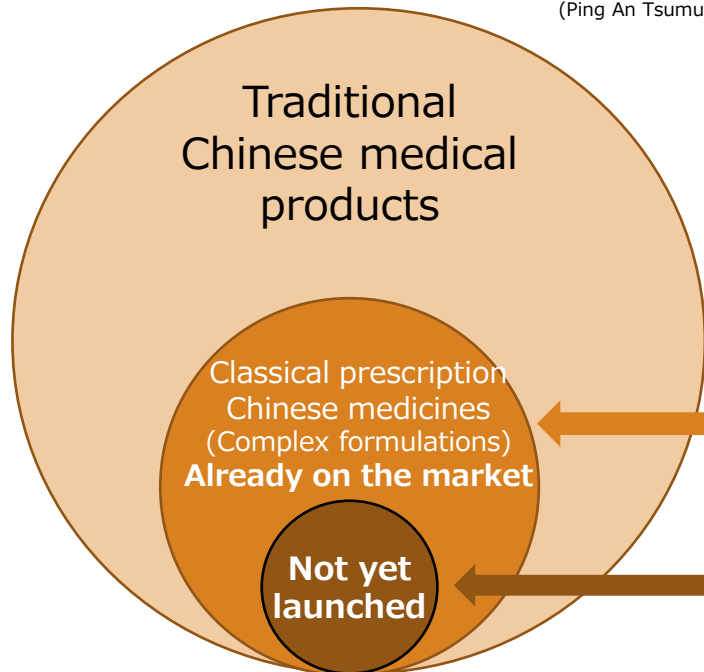 (Ping An Tsumu
Traditional
Chinese medical
products
Classical prescription
Chinese medicines
(Complex formulations)
Already on the market
Not yet
launched